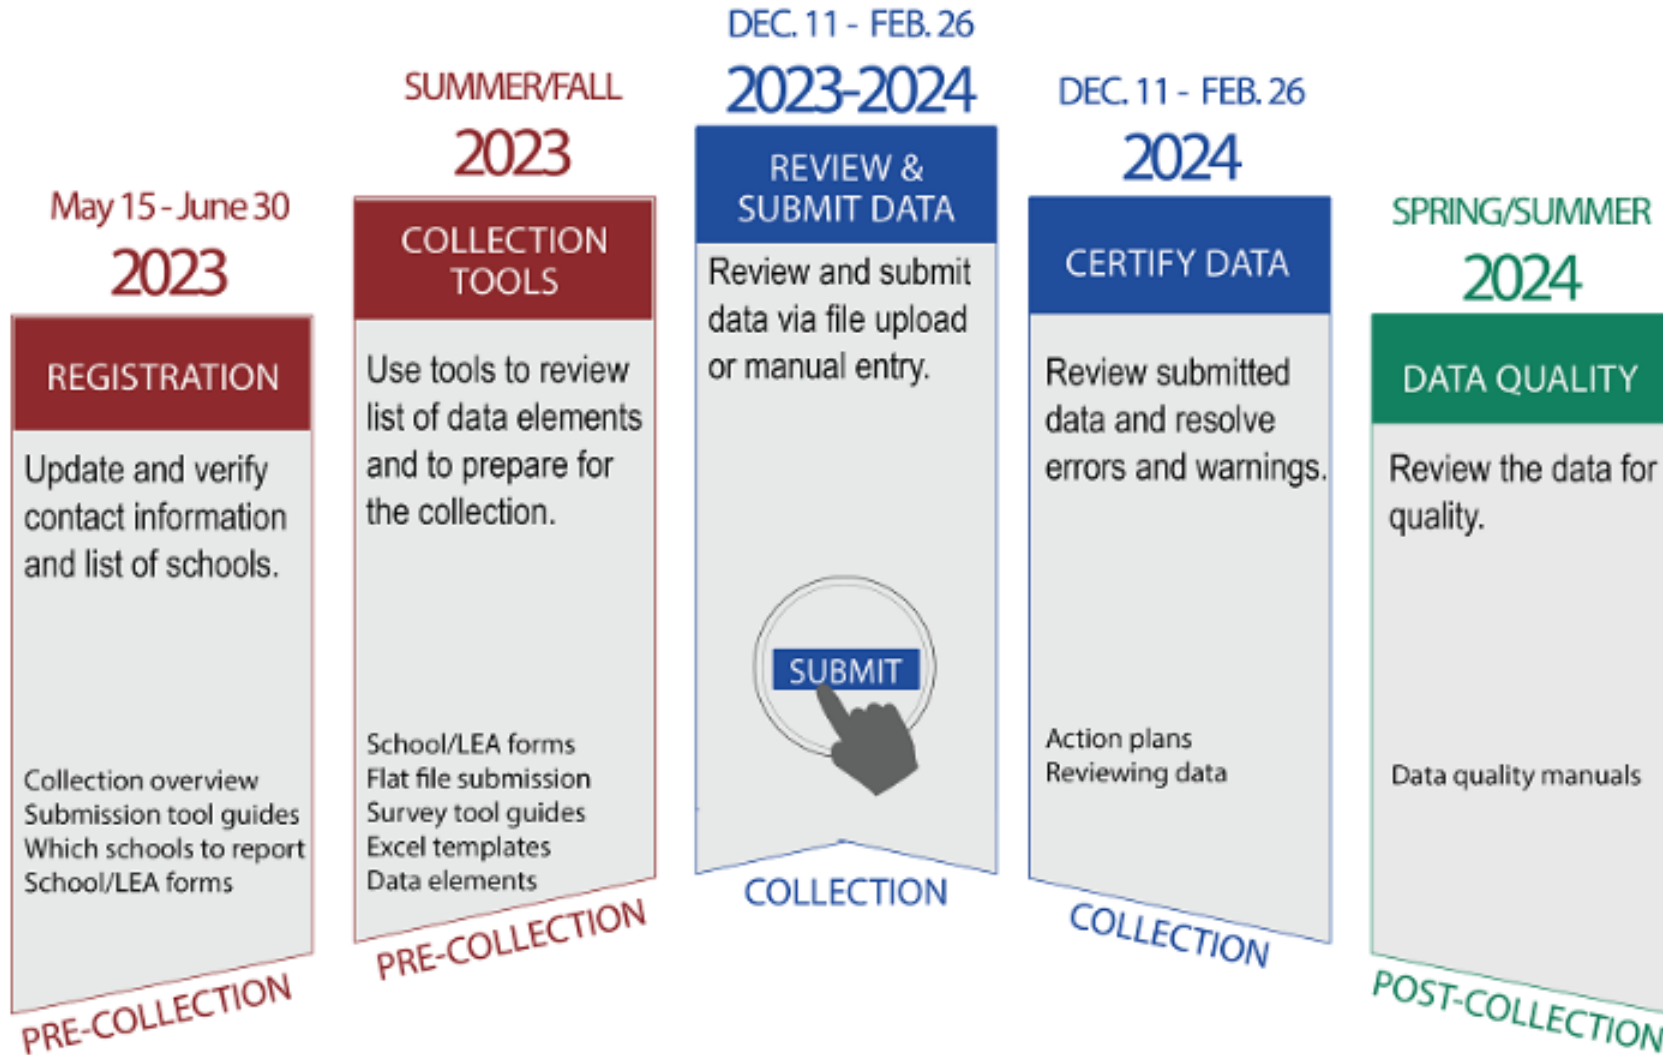 May 15 - June 30
2023
REGISTRATION
Update and verify
contact information
and list of schools.
Collection overview
Submission tool guides
Which schools to report
School/LEA forms
PRE-COLLECTION
SUMMER/FALL
2023
COLLECTION
TOOLS
Use tools to review
list of data elements
and to prepare for
the collection.
School/LEA forms
Flat file submission
Survey tool guides
Excel templates
Data elements
PRE-COLLECTION
DEC. 11 - FEB. 26
2023-2024
REVIEW &
SUBMIT DATA
Review and submit
data via file upload
or manual entry.
SUBMIT
COLLECTION
DEC. 11 - FEB. 26
2024
CERTIFY DATA
Review submitted
data and resolve
errors and warnings.
Action plans
Reviewing data
COLLECTION
SPRING/SUMMER
2024
DATA QUALITY
Review the data for
quality.
Data quality manuals
POST-COLLECTION